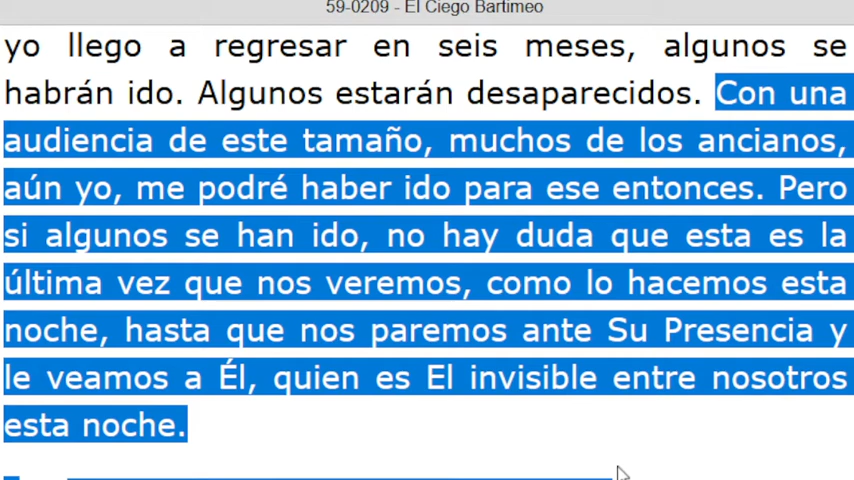 59-0209 - El Ciego Bartimeo
yo llego a regresar en seis meses, algunos se
habrán ido. Algunos estarán desaparecidos. Con una
audiencia de este tamaño, muchos de los ancianos,
aún yo, me podré haber ido para ese entonces. Pero
si algunos se han ido, no hay duda que esta es la
última vez que nos veremos, como lo hacemos esta
noche, hasta que nos paremos ante Su Presencia y
le veamos a Él, quien es El invisible entre nosotros
esta noche.